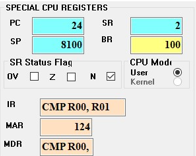 SPECIAL CPU REGISTERS
PC 24 SR 2
SP 8100 BR 100
SR Status Flag CPU Mode
OV Z N User
Kernel
IR CMP R00, R01
MAR 124
MDR CMP R00,